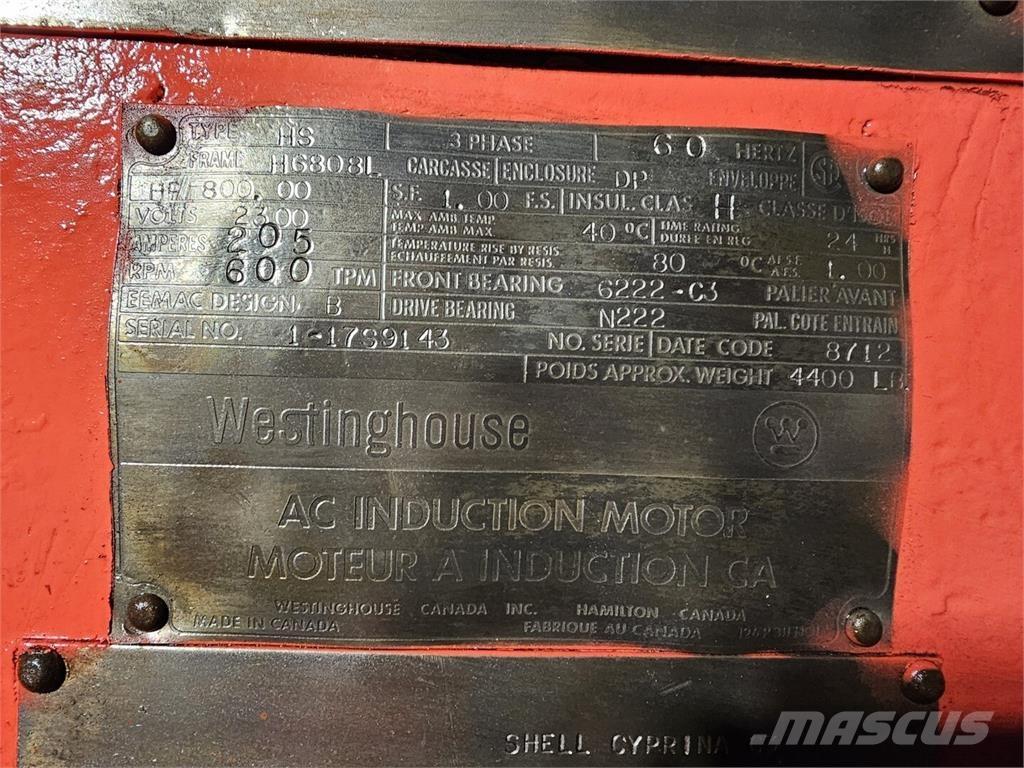 TYPE HS 3 PHASE 60 HERTZ
FRAME H6808L CARCASSE ENCLOSURE DP ENVELOPPE
HP 800.00 S.F. 1.00 F.S. INSUL. CLAS H CLASSE D'ISOL
VOLTS 2300 MAX AMB. TEMP. TEMP. AMB MAX 40 °C TIME RATING DUREE EN REG 24 HRS H
AMPERES 205 TEMPERATURE RISE BY RESIS. ECHAUFFEMENT PAR RESIS. 80 °C AT S.F. A F.S. 1.00
RPM 600 TPM FRONT BEARING 6222-C3 PALIER AVANT
EEMAC DESIGN B DRIVE BEARING N222 PAL. COTE ENTRAIN
SERIAL NO. 1-17S9143 NO. SERIE DATE CODE 8712
POIDS APPROX. WEIGHT 4400 LB
Westinghouse W
AC INDUCTION MOTOR
MOTEUR A INDUCTION CA
WESTINGHOUSE CANADA INC. HAMILTON CANADA
MADE IN CANADA FABRIQUE AU CANADA
SHELL CYPRINA
MASCUS